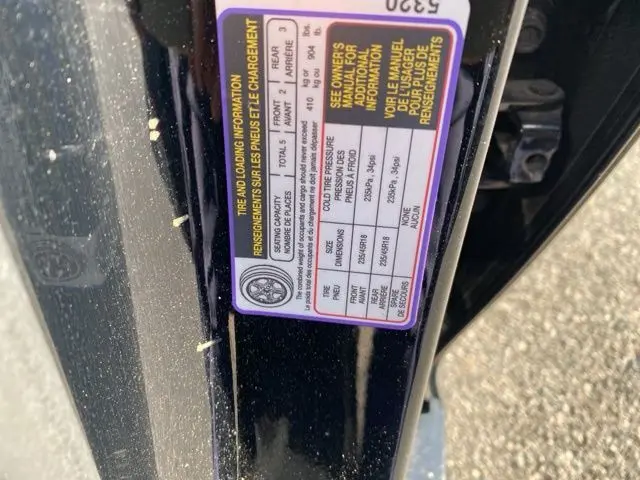 5320
TIRE AND LOADING INFORMATION
RENSEIGNEMENTS SUR LES PNEUS ET LE CHARGEMENT
SEATING CAPACITY
NOMBRE DE PLACES
TOTAL 5
FRONT 2
AVANT
REAR 3
ARRIÈRE
The combined weight of occupants and cargo should never exceed
Le poids total des occupants et du chargement ne doit jamais dépasser
410 kg or 904 lbs.
kg ou lb.
TIRE
PNEU
SIZE
DIMENSIONS
COLD TIRE PRESSURE
PRESSION DES
PNEUS À FROID
FRONT
AVANT
235/45R18
235kPa , 34psi
REAR
ARRIÈRE
235/45R18
235kPa , 34psi
SPARE
DE SECOURS
NONE
AUCUN
SEE OWNER'S
MANUAL FOR
ADDITIONAL
INFORMATION
VOIR LE MANUEL
DE L'USAGER
POUR PLUS DE
RENSEIGNEMENTS